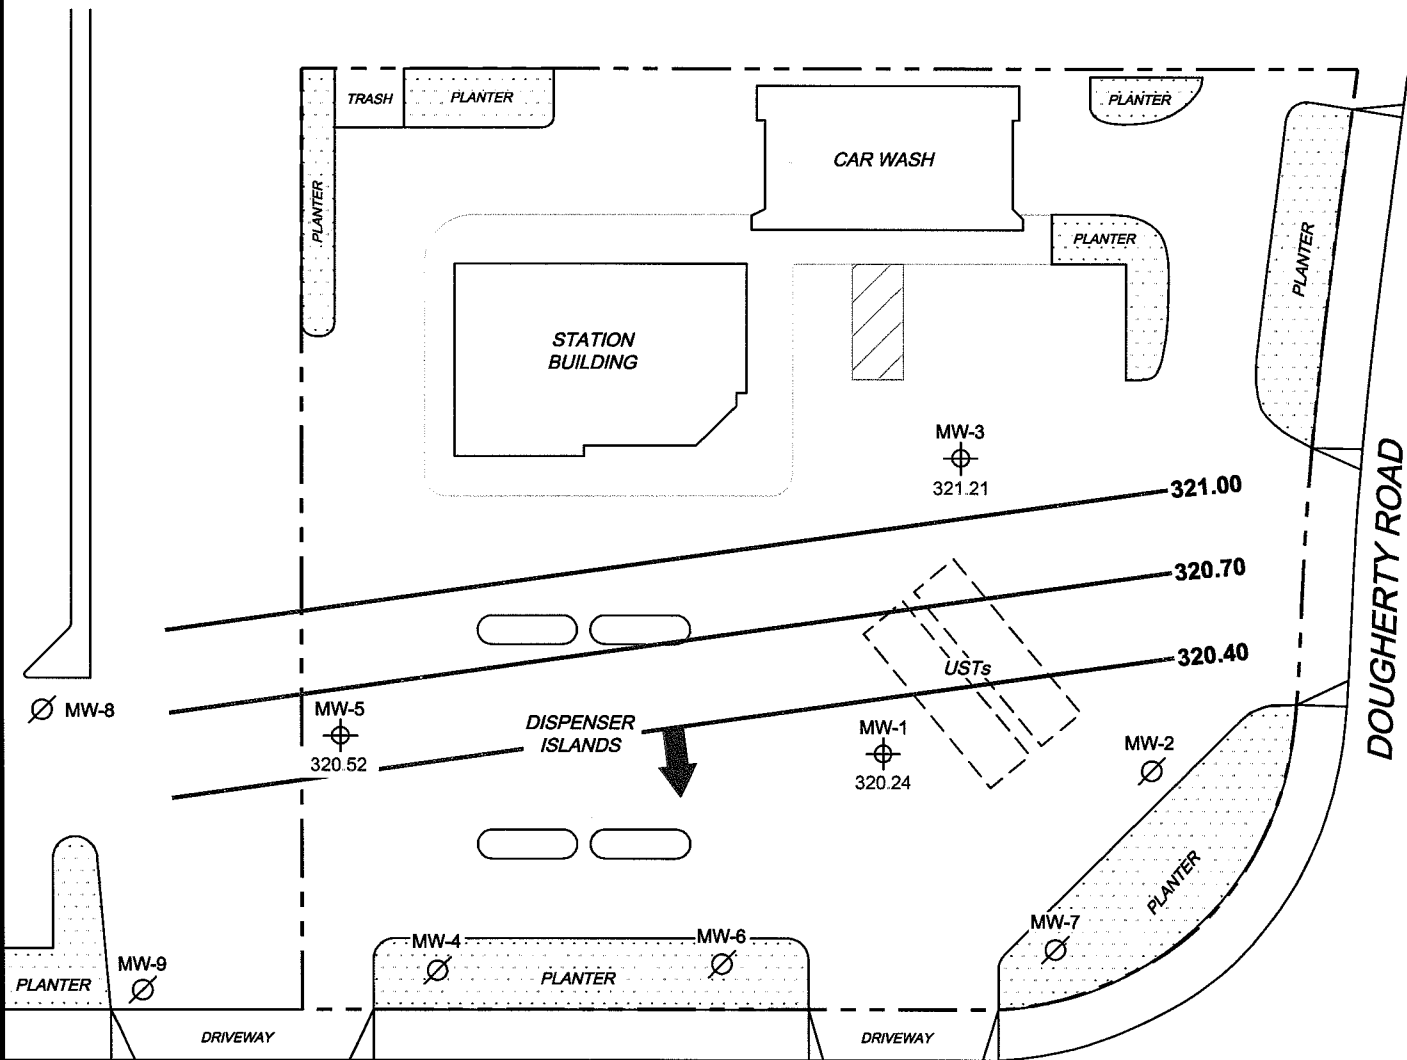 TRASH
PLANTER
PLANTER
CAR WASH
PLANTER
PLANTER
PLANTER
PLANTER
STATION
BUILDING
MW-3
321.21
321.00
320.70
320.40
DOUGHERTY ROAD
USTs
MW-8
MW-5
320.52
DISPENSER
ISLANDS
MW-1
320.24
MW-2
PLANTER
MW-7
MW-4
MW-6
PLANTER
MW-9
PLANTER
DRIVEWAY
DRIVEWAY